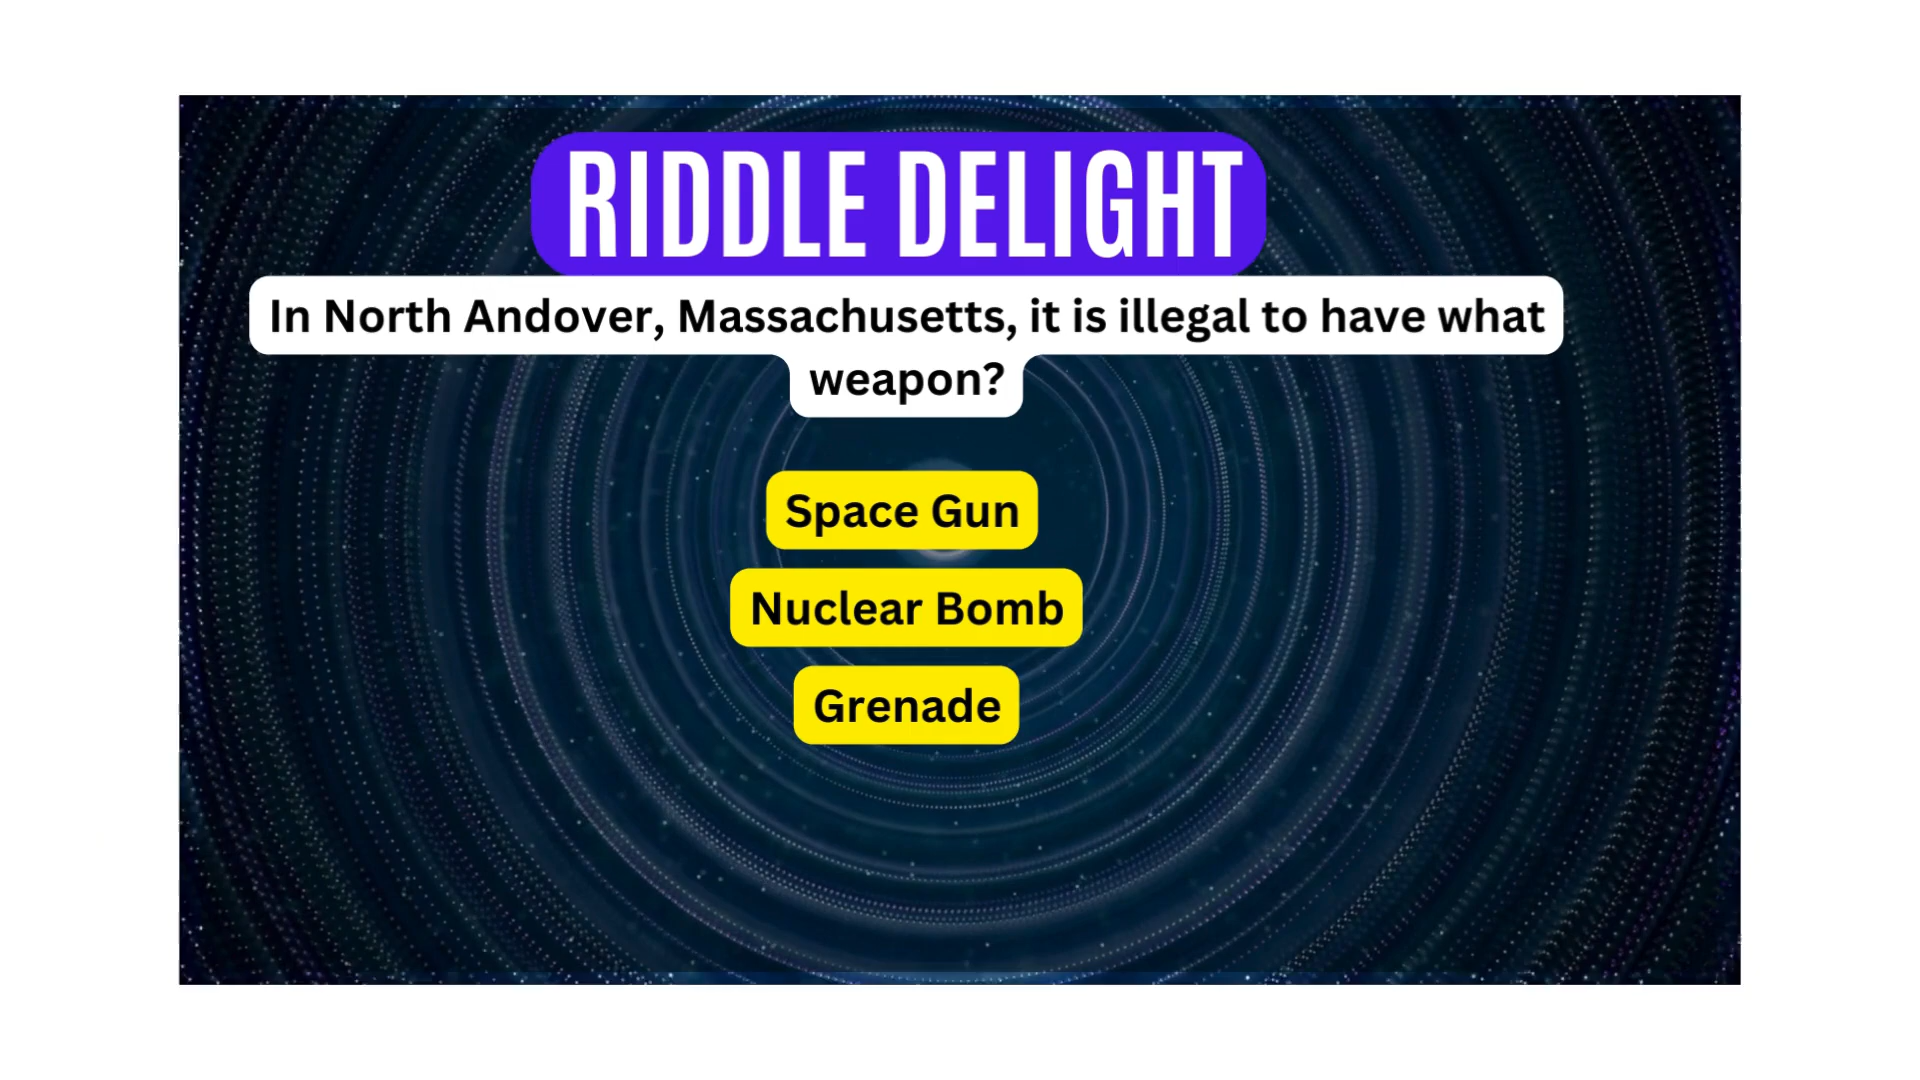 RIDDLE DELIGHT
In North Andover, Massachusetts, it is illegal to have what
weapon?
Space Gun
Nuclear Bomb
Grenade